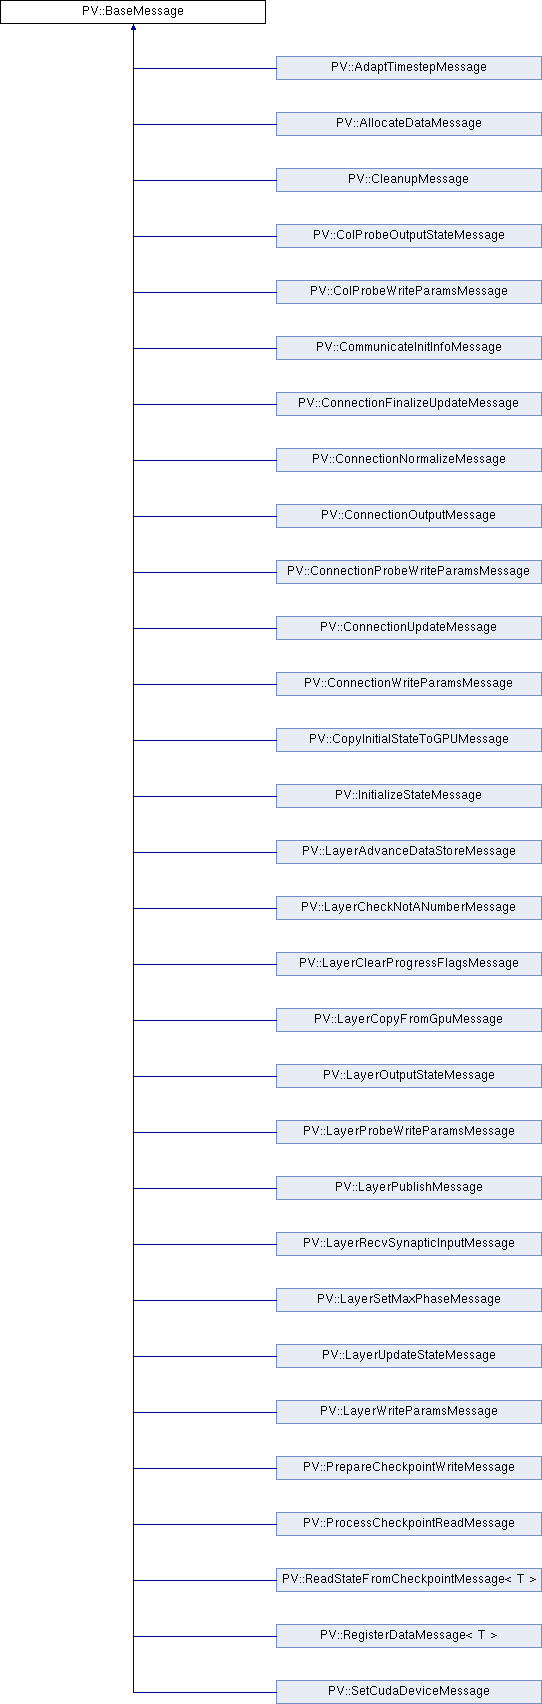 PV::BaseMessage
PV::AdaptTimestepMessage
PV::AllocateDataMessage
PV::CleanupMessage
PV::ColProbeOutputStateMessage
PV::ColProbeWriteParamsMessage
PV::CommunicateInitInfoMessage
PV::ConnectionFinalizeUpdateMessage
PV::ConnectionNormalizeMessage
PV::ConnectionOutputMessage
PV::ConnectionProbeWriteParamsMessage
PV::ConnectionUpdateMessage
PV::ConnectionWriteParamsMessage
PV::CopyInitialStateToGPUMessage
PV::InitializeStateMessage
PV::LayerAdvanceDataStoreMessage
PV::LayerCheckNotANumberMessage
PV::LayerClearProgressFlagsMessage
PV::LayerCopyFromGpuMessage
PV::LayerOutputStateMessage
PV::LayerProbeWriteParamsMessage
PV::LayerPublishMessage
PV::LayerRecvSynapticInputMessage
PV::LayerSetMaxPhaseMessage
PV::LayerUpdateStateMessage
PV::LayerWriteParamsMessage
PV::PrepareCheckpointWriteMessage
PV::ProcessCheckpointReadMessage
PV::ReadStateFromCheckpointMessage< T >
PV::RegisterDataMessage< T >
PV::SetCudaDeviceMessage